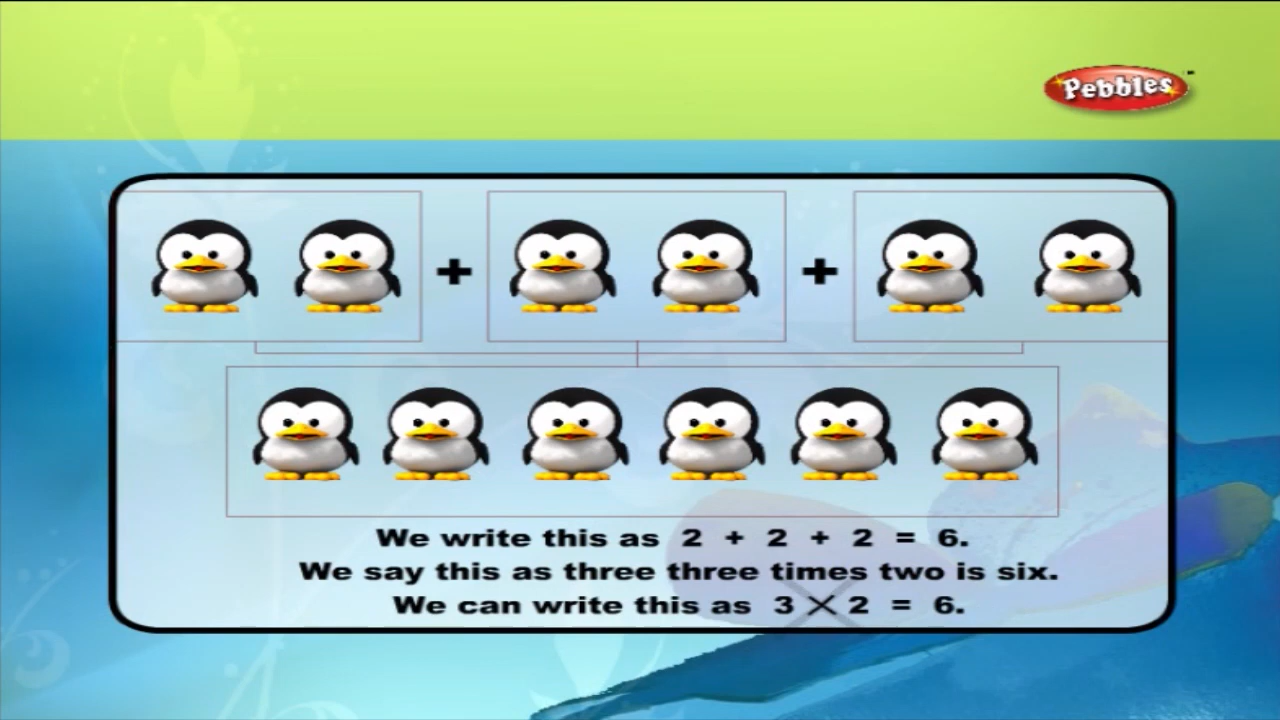 Pebbles
+ +
We write this as 2 + 2 + 2 = 6.
We say this as three three times two is six.
We can write this as 3 × 2 = 6.